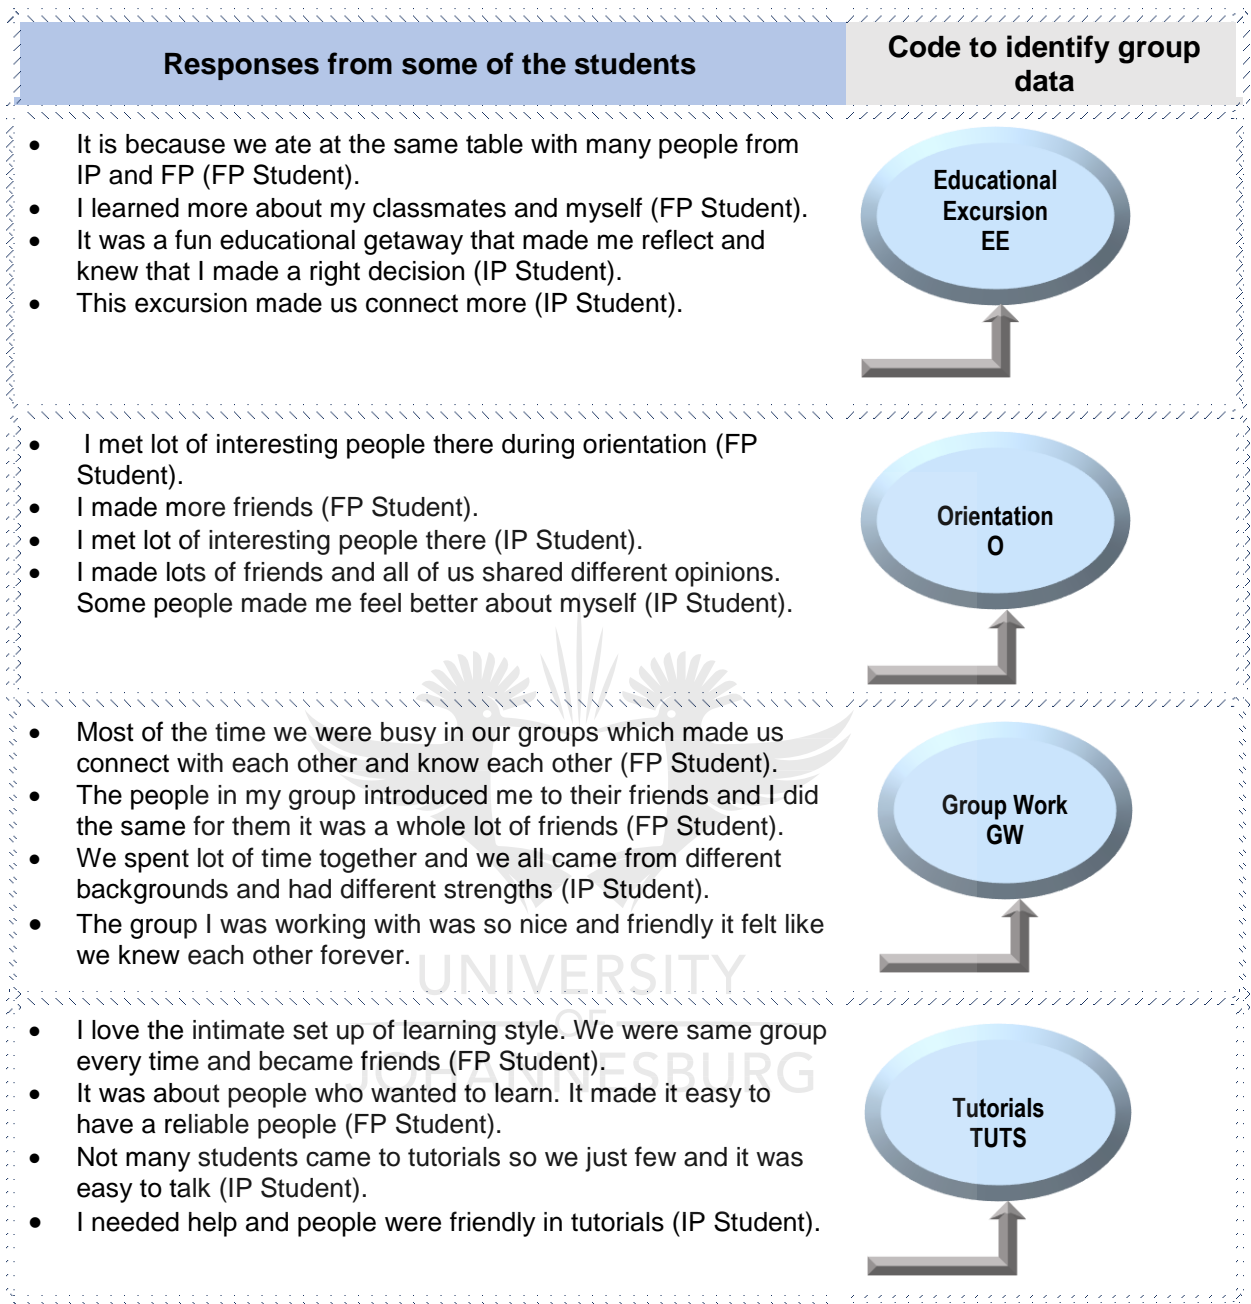 Responses from some of the students
Code to identify group
data
• It is because we ate at the same table with many people from
IP and FP (FP Student).
• I learned more about my classmates and myself (FP Student).
• It was a fun educational getaway that made me reflect and
knew that I made a right decision (IP Student).
• This excursion made us connect more (IP Student).
Educational
Excursion
EE
• I met lot of interesting people there during orientation (FP
Student).
• I made more friends (FP Student).
• I met lot of interesting people there (IP Student).
• I made lots of friends and all of us shared different opinions.
Some people made me feel better about myself (IP Student).
Orientation
O
• Most of the time we were busy in our groups which made us
connect with each other and know each other (FP Student).
• The people in my group introduced me to their friends and I did
the same for them it was a whole lot of friends (FP Student).
• We spent lot of time together and we all came from different
backgrounds and had different strengths (IP Student).
• The group I was working with was so nice and friendly it felt like
we knew each other forever.
Group Work
GW
• I love the intimate set up of learning style. We were same group
every time and became friends (FP Student).
• It was about people who wanted to learn. It made it easy to
have a reliable people (FP Student).
• Not many students came to tutorials so we just few and it was
easy to talk (IP Student).
• I needed help and people were friendly in tutorials (IP Student).
Tutorials
TUTS
UNIVERSITY
OF
JOHANNESBURG